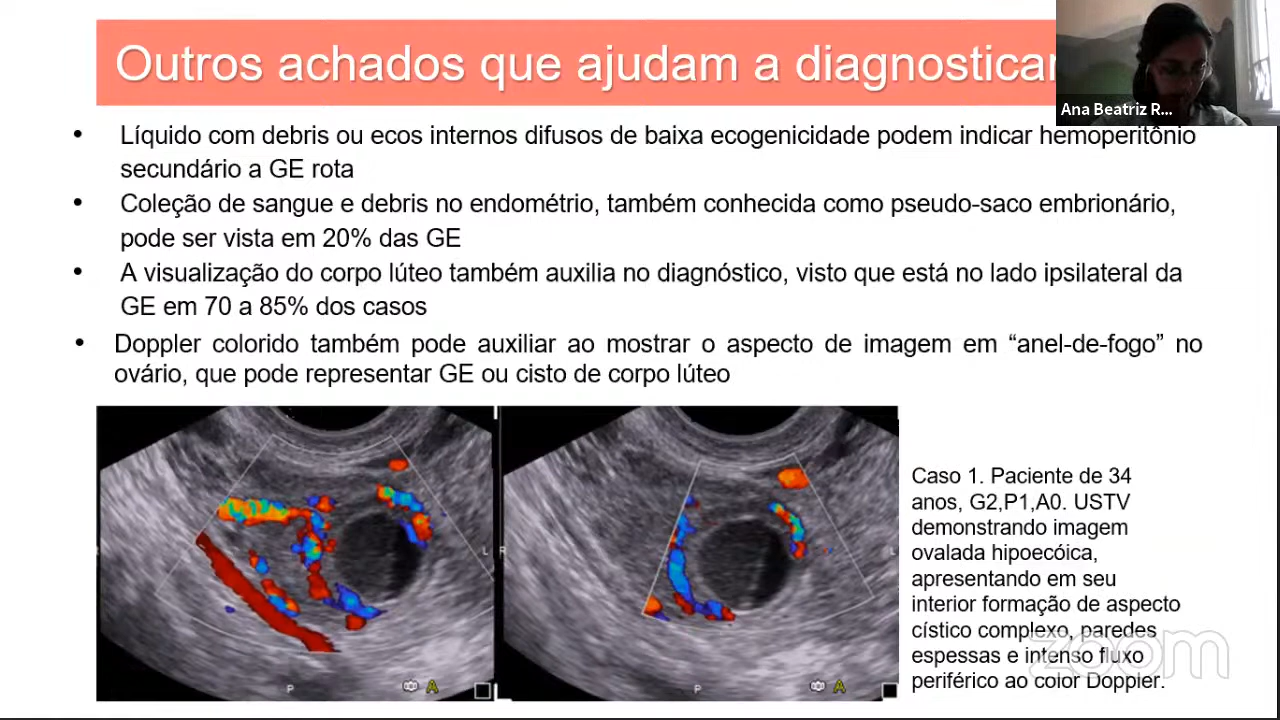 Outros achados que ajudam a diagnosticar
Ana Beatriz R...
• Líquido com debris ou ecos internos difusos de baixa ecogenicidade podem indicar hemoperitônio
secundário a GE rota
• Coleção de sangue e debris no endométrio, também conhecida como pseudo-saco embrionário,
pode ser vista em 20% das GE
• A visualização do corpo lúteo também auxilia no diagnóstico, visto que está no lado ipsilateral da
GE em 70 a 85% dos casos
• Doppler colorido também pode auxiliar ao mostrar o aspecto de imagem em “anel-de-fogo” no
ovário, que pode representar GE ou cisto de corpo lúteo
L
P
A
R
L
P
A
Caso 1. Paciente de 34
anos, G2,P1,A0. USTV
demonstrando imagem
ovalada hipoecóica,
apresentando em seu
interior formação de aspecto
cístico complexo, paredes
espessas e intenso fluxo
periférico ao color Doppler.
zoom